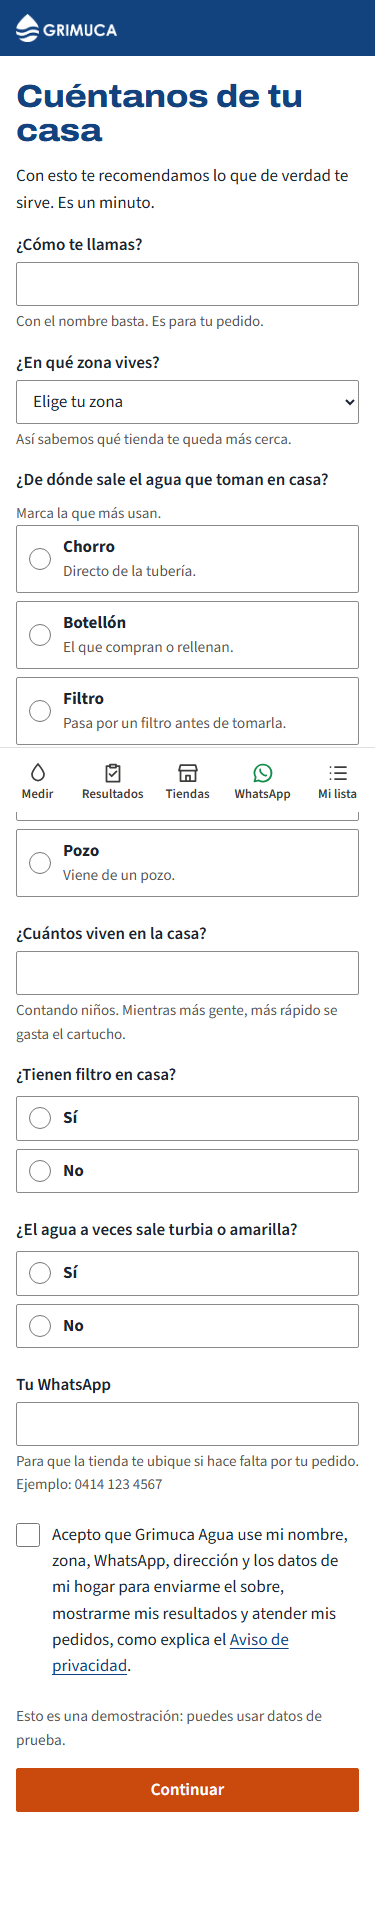 GRIMUCA
Cuéntanos de tu
casa
Con esto te recomendamos lo que de verdad te
sirve. Es un minuto.
¿Cómo te llamas?
Con el nombre basta. Es para tu pedido.
¿En qué zona vives?
Elige tu zona
Así sabemos qué tienda te queda más cerca.
¿De dónde sale el agua que toman en casa?
Marca la que más usan.
Chorro
Directo de la tubería.
Botellón
El que compran o rellenan.
Filtro
Pasa por un filtro antes de tomarla.
Medir Resultados Tiendas WhatsApp Mi lista
Pozo
Viene de un pozo.
¿Cuántos viven en la casa?
Contando niños. Mientras más gente, más rápido se
gasta el cartucho.
¿Tienen filtro en casa?
Sí
No
¿El agua a veces sale turbia o amarilla?
Sí
No
Tu WhatsApp
Para que la tienda te ubique si hace falta por tu pedido.
Ejemplo: 0414 123 4567
Acepto que Grimuca Agua use mi nombre,
zona, WhatsApp, dirección y los datos de
mi hogar para enviarme el sobre,
mostrarme mis resultados y atender mis
pedidos, como explica el Aviso de
privacidad.
Esto es una demostración: puedes usar datos de
prueba.
Continuar